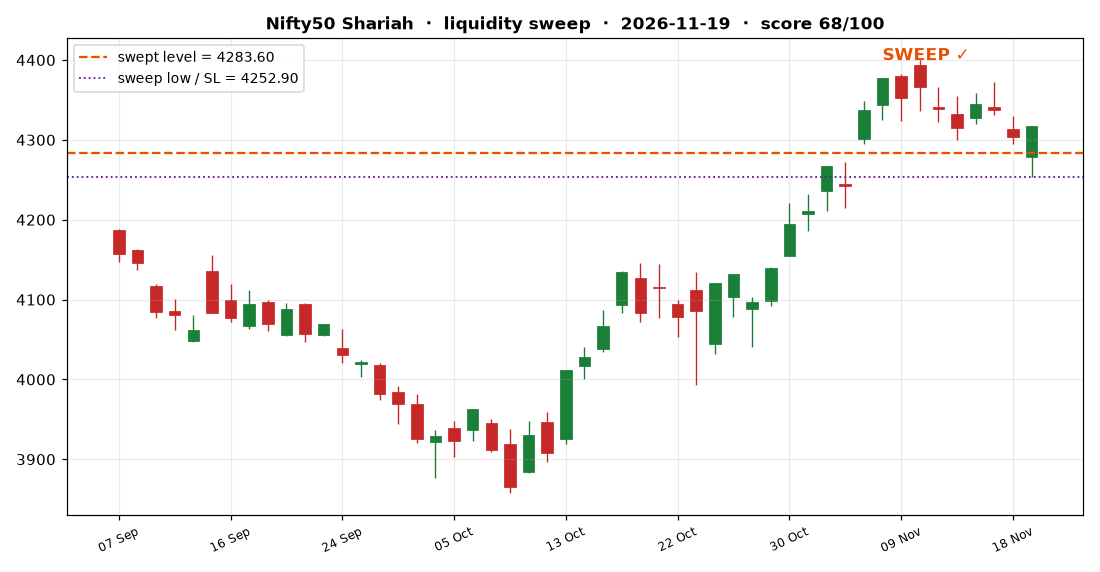 Nifty50 Shariah · liquidity sweep · 2026-11-19 · score 68/100
swept level = 4283.60
sweep low / SL = 4252.90
SWEEP ✓
4400
4300
4200
4100
4000
3900
07 Sep
16 Sep
24 Sep
05 Oct
13 Oct
22 Oct
30 Oct
09 Nov
18 Nov